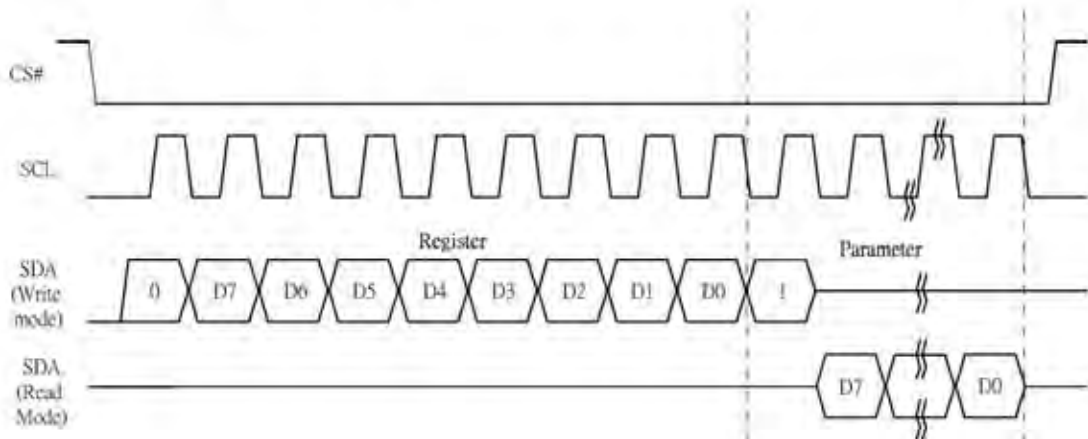 CS#
SCL
Register
Parameter
SDA
(Write
mode)
0 D7 D6 D5 D4 D3 D2 D1 D0 1
SDA
(Read
Mode)
D7 D0